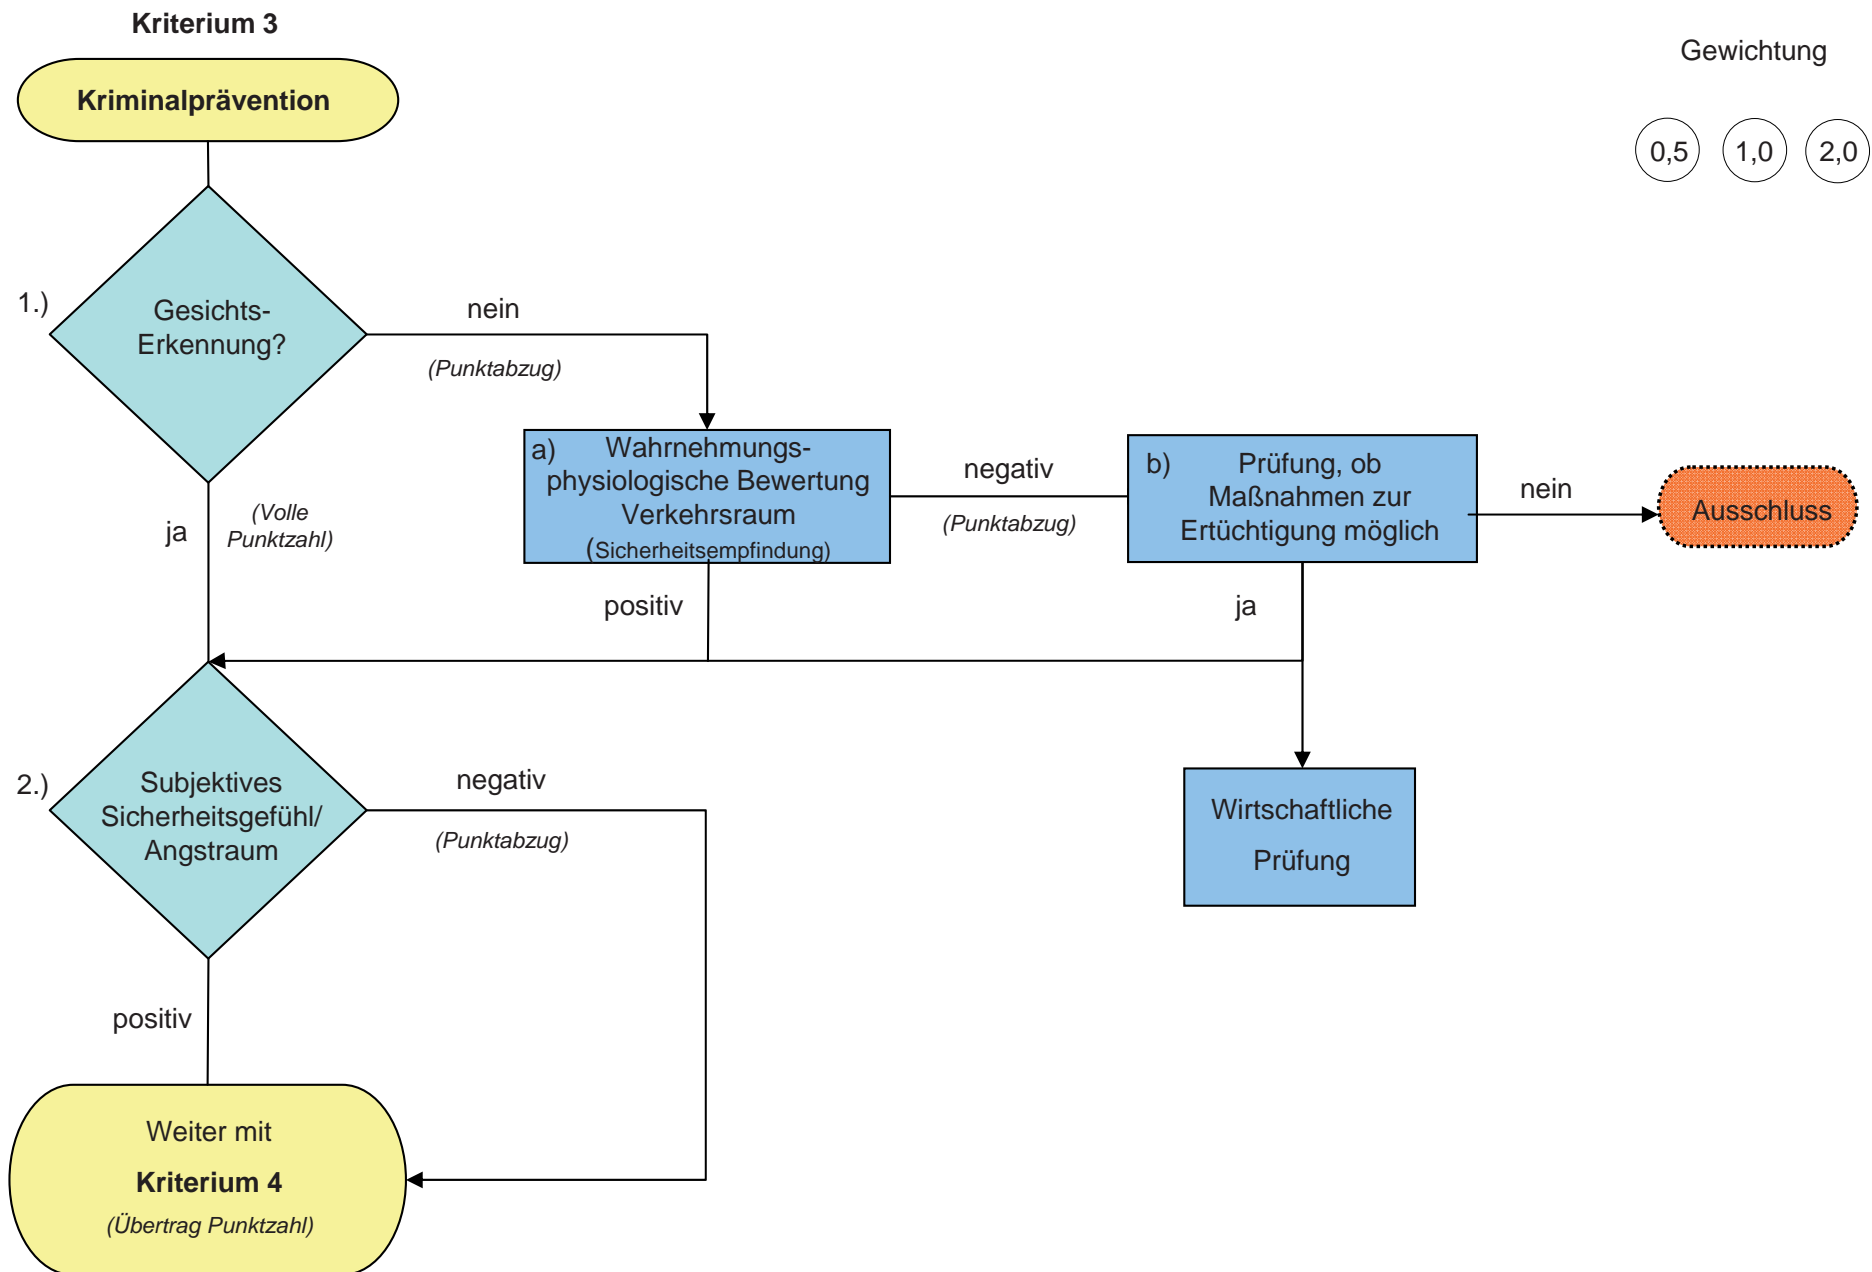 Kriterium 3
Gewichtung
Kriminalprävention
0,5 1,0 2,0
1.)
Gesichts-
Erkennung?
nein
(Punktabzug)
a) Wahrnehmungs-
physiologische Bewertung
Verkehrsraum
(Sicherheitsempfindung)
negativ
(Punktabzug)
b) Prüfung, ob
Maßnahmen zur
Ertüchtigung möglich
nein
Ausschluss
ja
(Volle
Punktzahl)
positiv
ja
2.)
Subjektives
Sicherheitsgefühl/
Angstraum
negativ
(Punktabzug)
Wirtschaftliche
Prüfung
positiv
Weiter mit
Kriterium 4
(Übertrag Punktzahl)